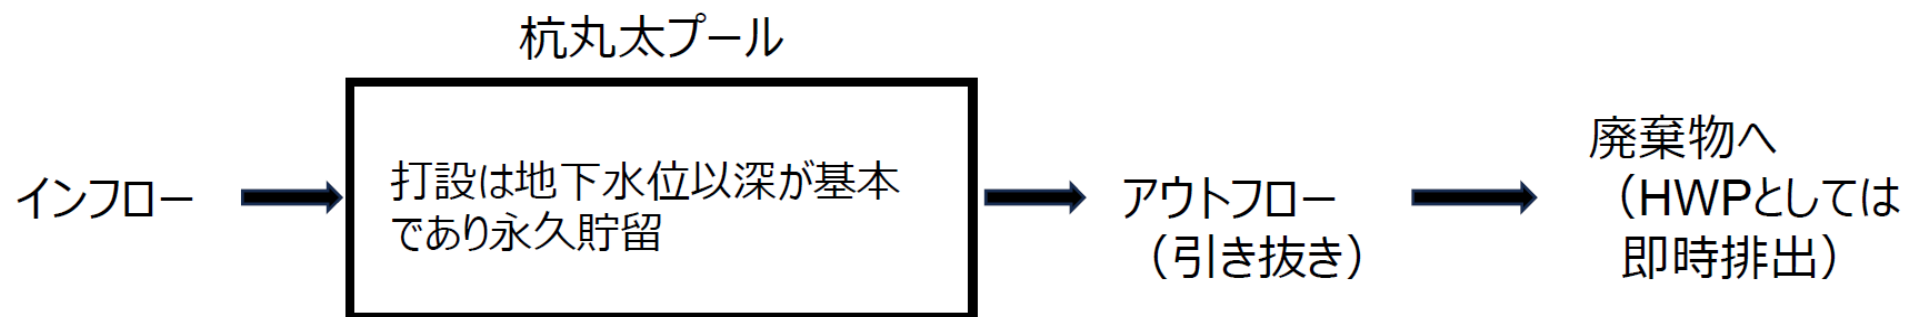 杭丸太プール
インフロー
打設は地下水位以深が基本
であり永久貯留
アウトフロー
（引き抜き）
廃棄物へ
（HWPとしては
即時排出）